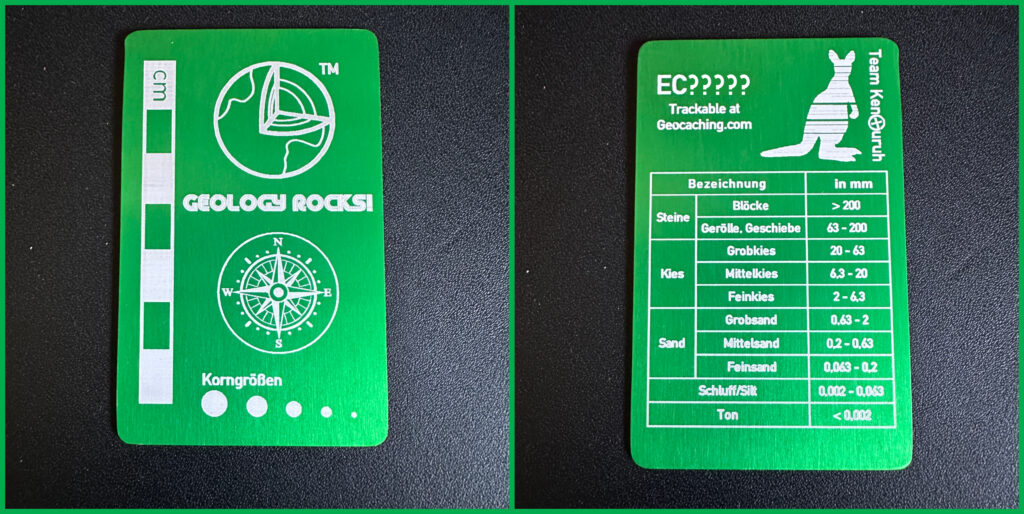 cm
TM
GEOLOGY ROCKS!
N
W E
S
Korngrößen
EC?????
Trackable at
Geocaching.com
Team Kenguruh
Bezeichnung in mm
Steine
Blöcke > 200
Gerölle, Geschiebe 63 - 200
Kies
Grobkies 20 - 63
Mittelkies 6,3 - 20
Feinkies 2 - 6,3
Sand
Grobsand 0,63 - 2
Mittelsand 0,2 - 0,63
Feinsand 0,063 - 0,2
Schluff/Silt 0,002 - 0,063
Ton < 0,002